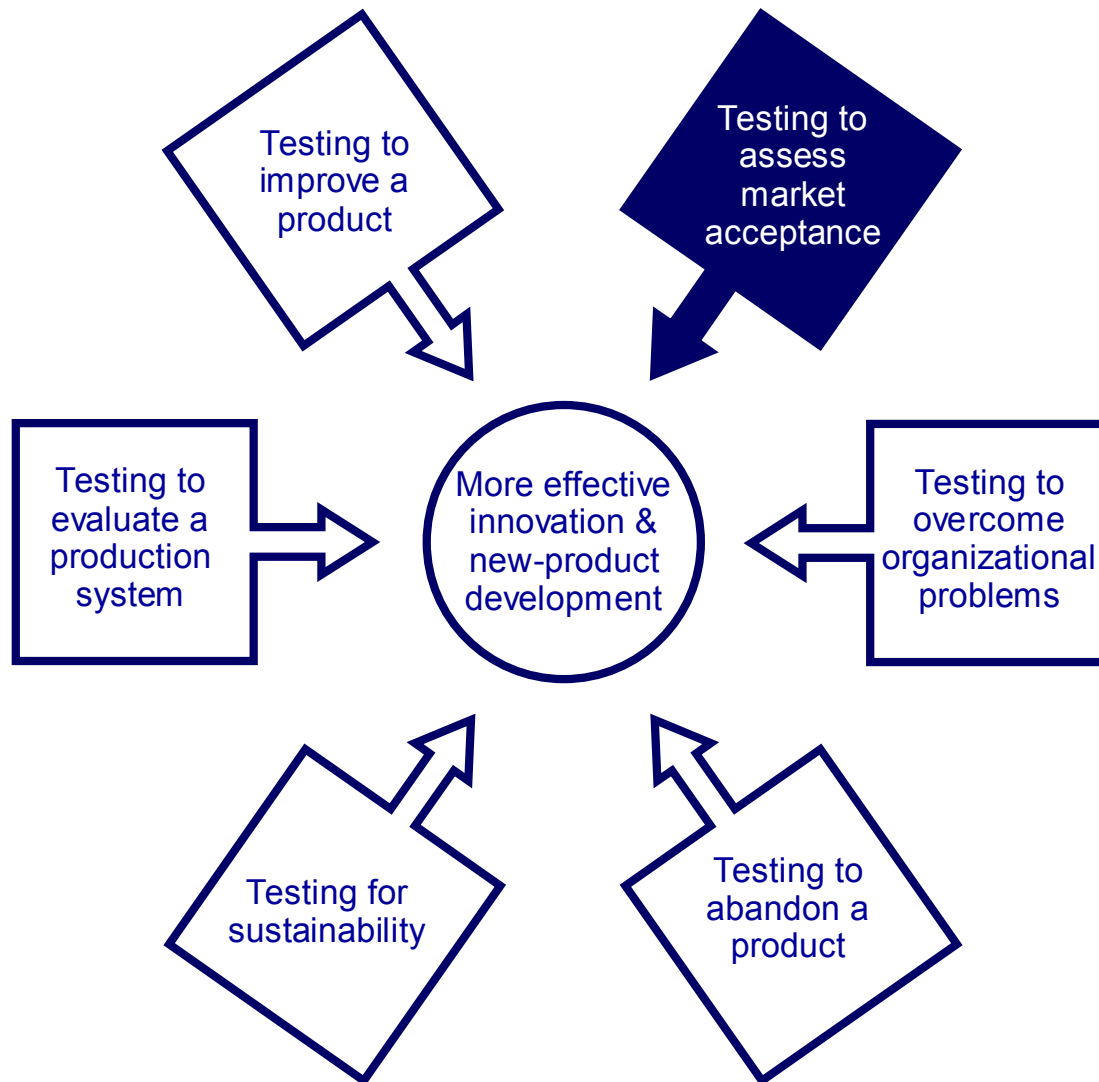 Testing to
improve a
product
Testing to
assess
market
acceptance
Testing to
evaluate a
production
system
More effective
innovation &
new-product
development
Testing to
overcome
organizational
problems
Testing for
sustainability
Testing to
abandon a
product